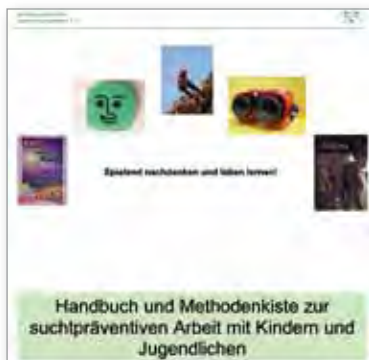 Spielend nachdenken und leben lernen!
Handbuch und Methodenkiste zur
suchtpräventiven Arbeit mit Kindern und
Jugendlichen